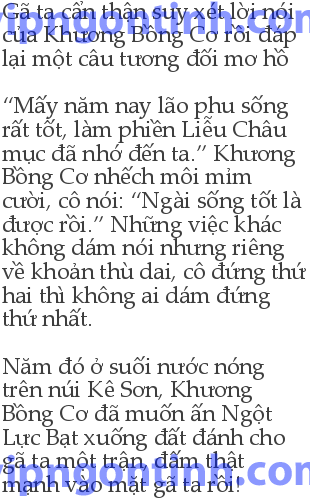 Gã ta cẩn thận suy xét lời nói
của Khương Bồng Cơ rồi đáp
lại một câu tương đối mơ hồ
“Mấy năm nay lão phu sống
rất tốt, làm phiền Liễu Châu
mục đã nhớ đến ta.” Khương
Bồng Cơ nhếch môi mỉm
cười, cô nói: “Ngài sống tốt là
được rồi.” Những việc khác
không dám nói nhưng riêng
về khoản thù dai, cô đứng thứ
hai thì không ai dám đứng
thứ nhất.
Năm đó ở suối nước nóng
trên núi Kê Sơn, Khương
Bồng Cơ đã muốn ấn Ngột
Lực Bạt xuống đất đánh cho
gã ta một trận, đấm thật
mạnh vào mặt gã ta rồi!
ipngontinh.com
ipngontinh.com